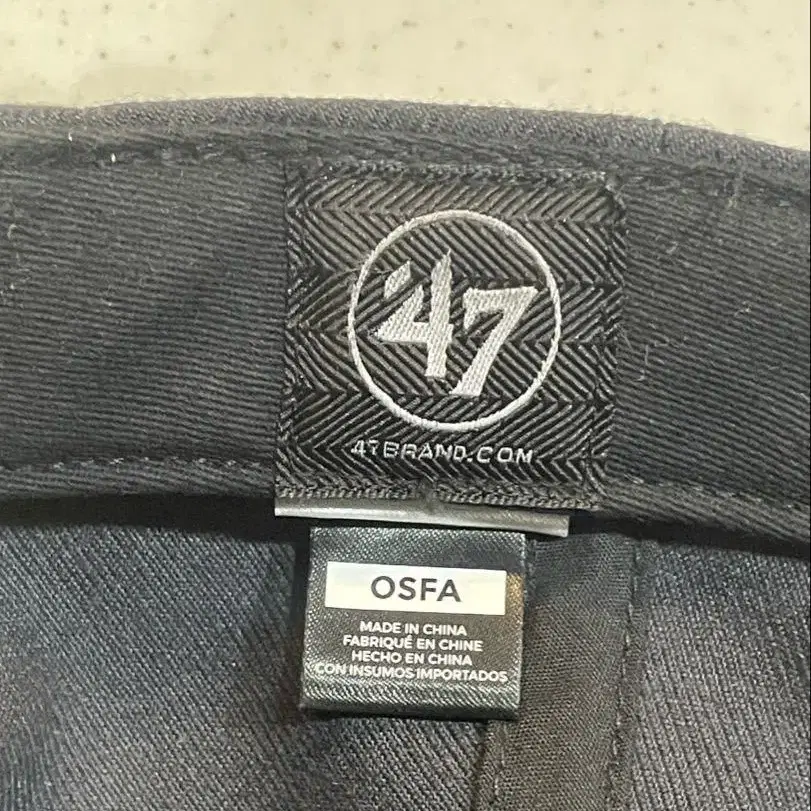 '47
47BRAND.COM
OSFA
MADE IN CHINA
FABRIQUÉ EN CHINE
HECHO EN CHINA
CON INSUMOS IMPORTADOS